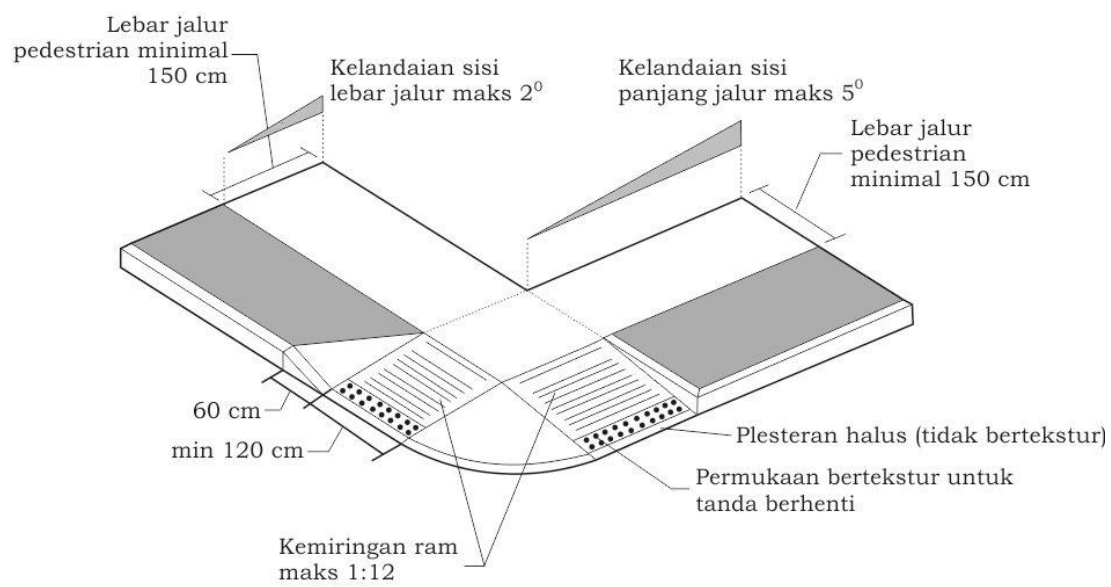 Lebar jalur
pedestrian minimal
150 cm
Kelandaian sisi
lebar jalur maks 2⁰
Kelandaian sisi
panjang jalur maks 5⁰
Lebar jalur
pedestrian
minimal 150 cm
60 cm
min 120 cm
Plesteran halus (tidak bertekstur)
Permukaan bertekstur untuk
tanda berhenti
Kemiringan ram
maks 1:12